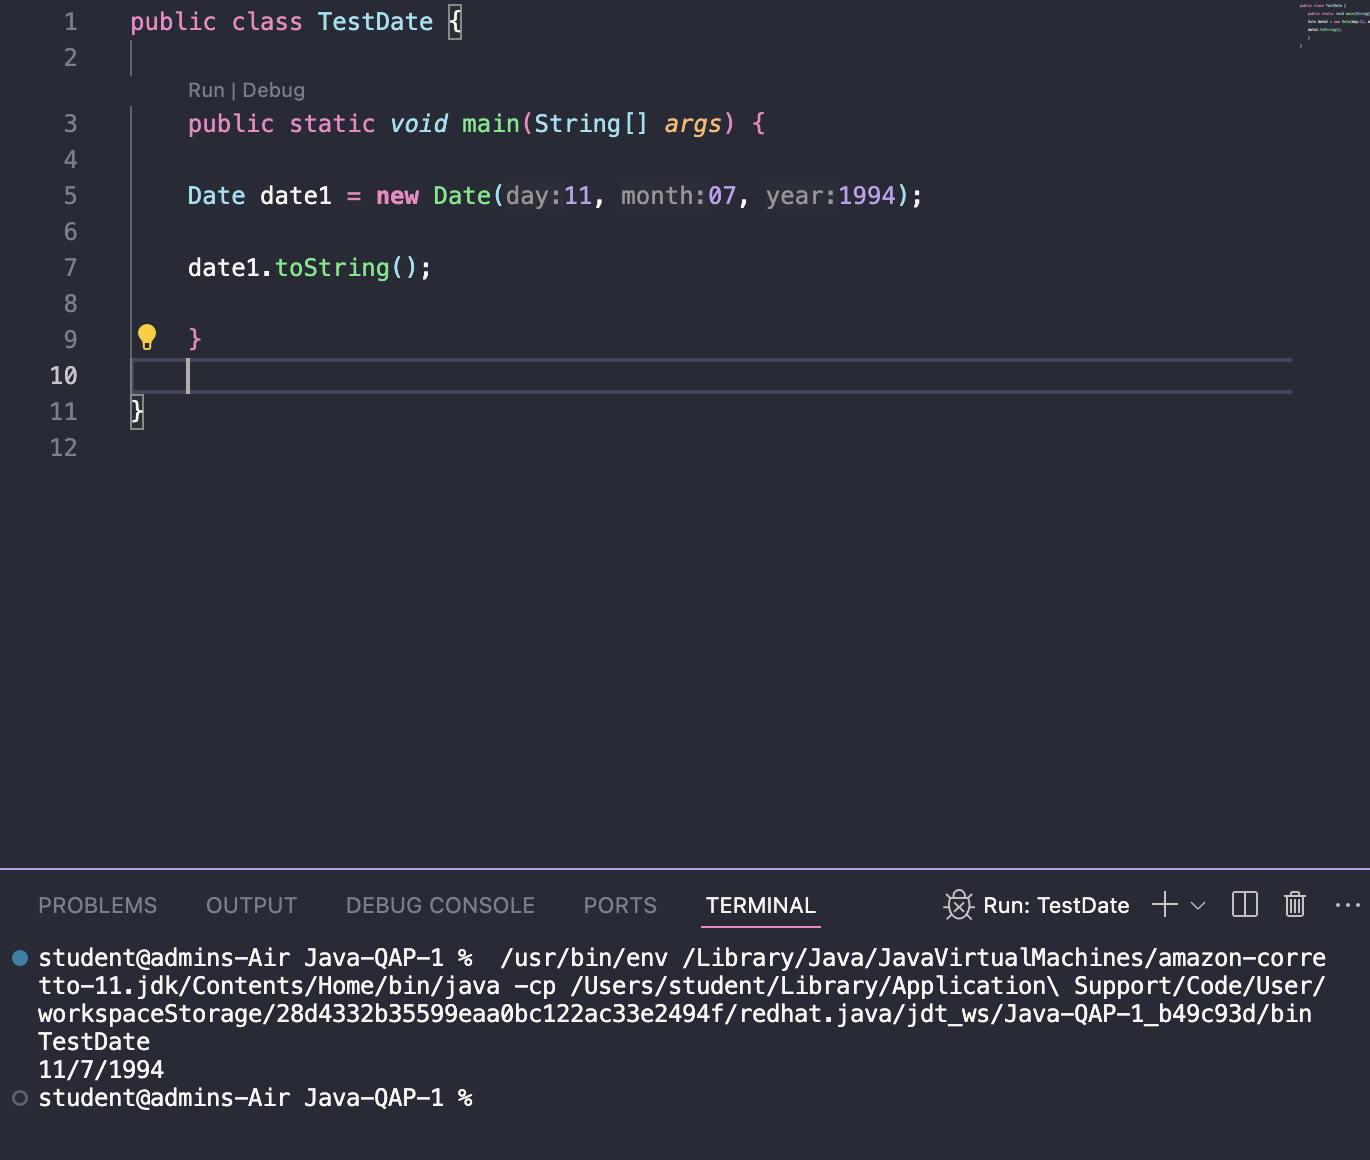 1 public class TestDate {
2
Run | Debug
3 public static void main(String[] args) {
4
5 Date date1 = new Date(day:11, month:07, year:1994);
6
7 date1.toString();
8
9 }
10
11 }
12
PROBLEMS OUTPUT DEBUG CONSOLE PORTS TERMINAL Run: TestDate
student@admins-Air Java-QAP-1 %  /usr/bin/env /Library/Java/JavaVirtualMachines/amazon-corre
tto-11.jdk/Contents/Home/bin/java -cp /Users/student/Library/Application\ Support/Code/User/
workspaceStorage/28d4332b35599eaa0bc122ac33e2494f/redhat.java/jdt_ws/Java-QAP-1_b49c93d/bin
TestDate
11/7/1994
student@admins-Air Java-QAP-1 %